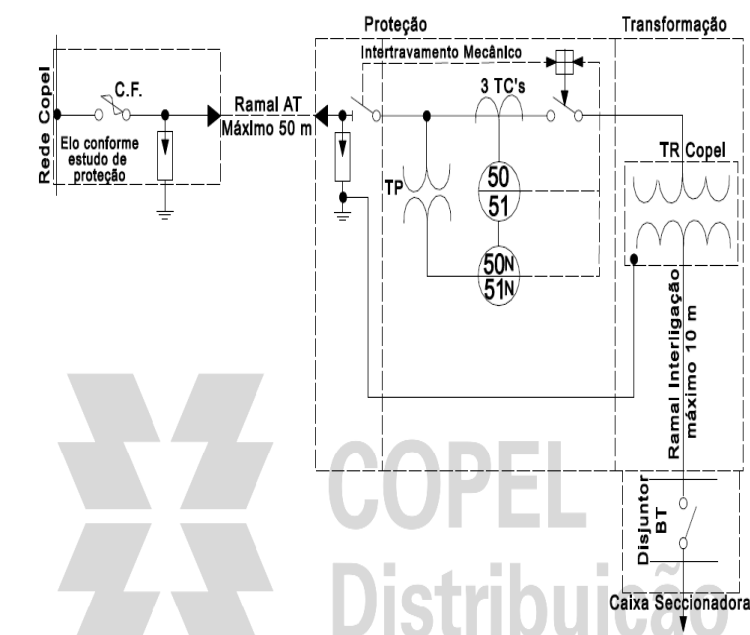 Proteção
Transformação
Intertravamento Mecânico
Rede Copel
C.F.
Elo conforme
estudo de
proteção
Ramal AT
Máximo 50 m
3 TC's
TP
50
51
50N
51N
TR Copel
Ramal Interligação
máximo 10 m
Disjuntor
BT
Caixa Seccionadora
COPEL
Distribuição